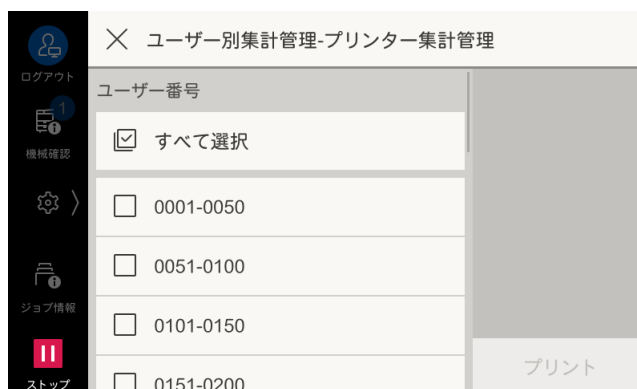 ユーザー別集計管理-プリンター集計管理
ログアウト
1
機械確認
ジョブ情報
ストップ
ユーザー番号
すべて選択
0001-0050
0051-0100
0101-0150
0151-0200
プリント